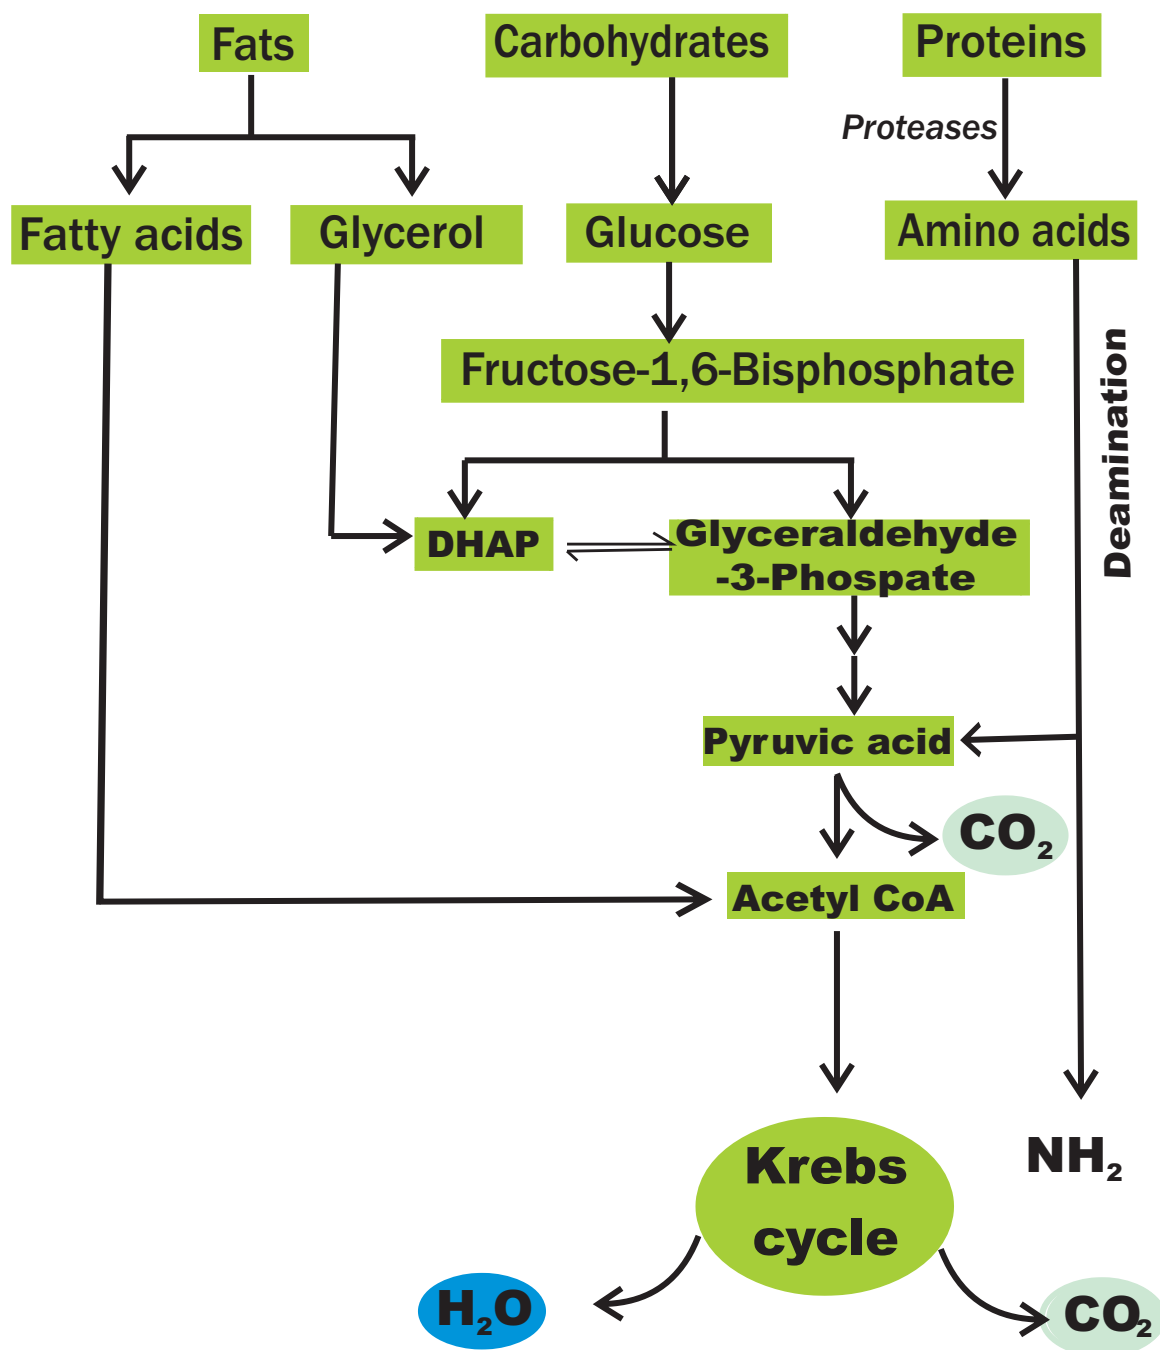 Fats
Carbohydrates
Proteins
Proteases
Fatty acids
Glycerol
Glucose
Amino acids
Fructose-1,6-Bisphosphate
Deamination
DHAP
Glyceraldehyde
-3-Phospate
Pyruvic acid
CO₂
Acetyl CoA
Krebs
cycle
NH₂
H₂O
CO₂